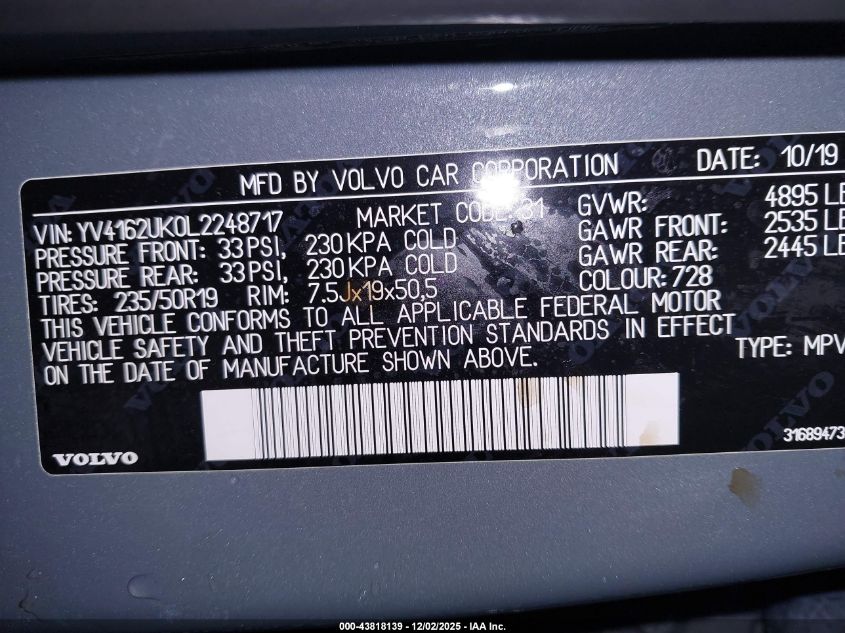 MFD BY VOLVO CAR CORPORATION DATE: 10/19
VIN: YV4162UK0L2248717 MARKET CODE: 31 GVWR: 4895 LB
PRESSURE FRONT: 33 PSI, 230 KPA COLD GAWR FRONT: 2535 LB
PRESSURE REAR: 33 PSI, 230 KPA COLD GAWR REAR: 2445 LB
TIRES: 235/50R19 RIM: 7.5Jx19x50,5 COLOUR: 728
THIS VEHICLE CONFORMS TO ALL APPLICABLE FEDERAL MOTOR
VEHICLE SAFETY AND THEFT PREVENTION STANDARDS IN EFFECT
ON THE DATE OF MANUFACTURE SHOWN ABOVE. TYPE: MPV
VOLVO 31689473
000-43818139 - 12/02/2025 - IAA Inc.